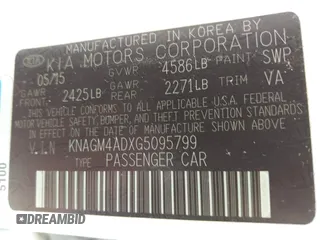 MANUFACTURED IN KOREA BY
KIA KIA MOTORS CORPORATION
05/15 GVWR 4586LB PAINT SWP
GAWR FRONT: 2425LB GAWR REAR 2271LB TRIM VA
THIS VEHICLE CONFORMS TO ALL APPLICABLE
FEDERAL MOTOR VEHICLE SAFETY, BUMPER, AND THEFT
PREVENTION STANDARDS IN EFFECT ON THE DATE OF
MANUFACTURE SHOWN ABOVE.
V.I.N KNAGM4ADXG5095799
PASSENGER CAR
5100
DREAMBID